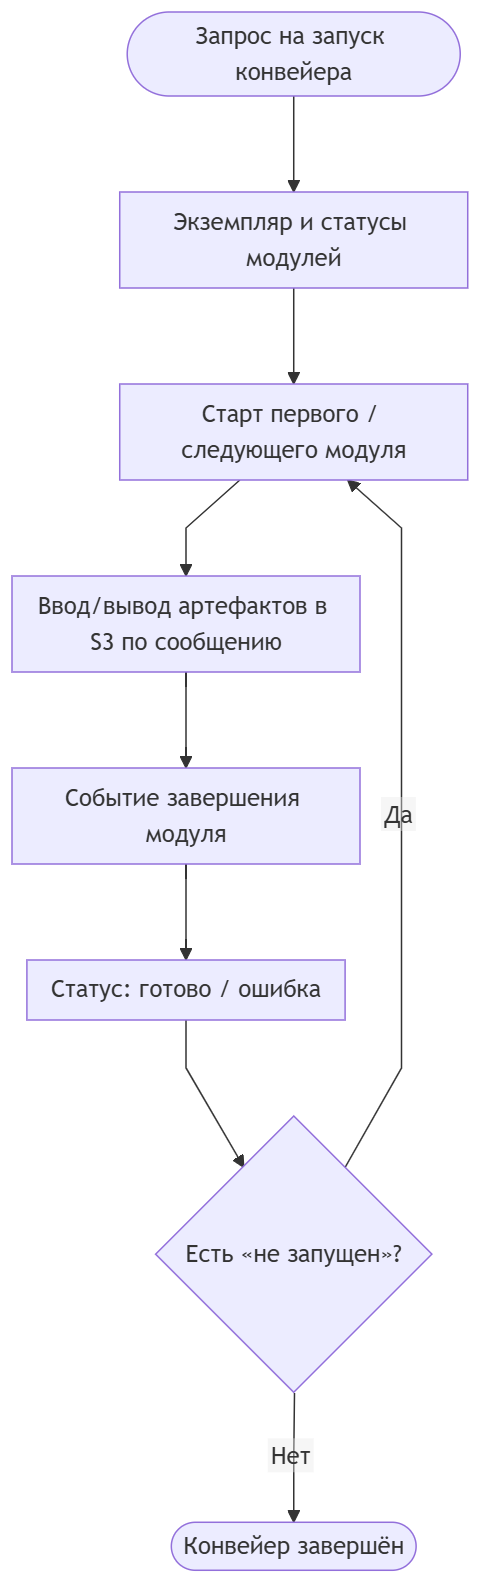 Запрос на запуск
конвейера
Экземпляр и статусы
модулей
Старт первого /
следующего модуля
Ввод/вывод артефактов в
S3 по сообщению
Событие завершения
модуля
Да
Статус: готово / ошибка
Есть «не запущен»?
Нет
Конвейер завершён